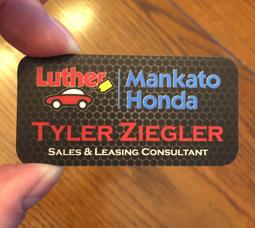 Luther
Mankato
Honda
TYLER ZIEGLER
SALES & LEASING CONSULTANT